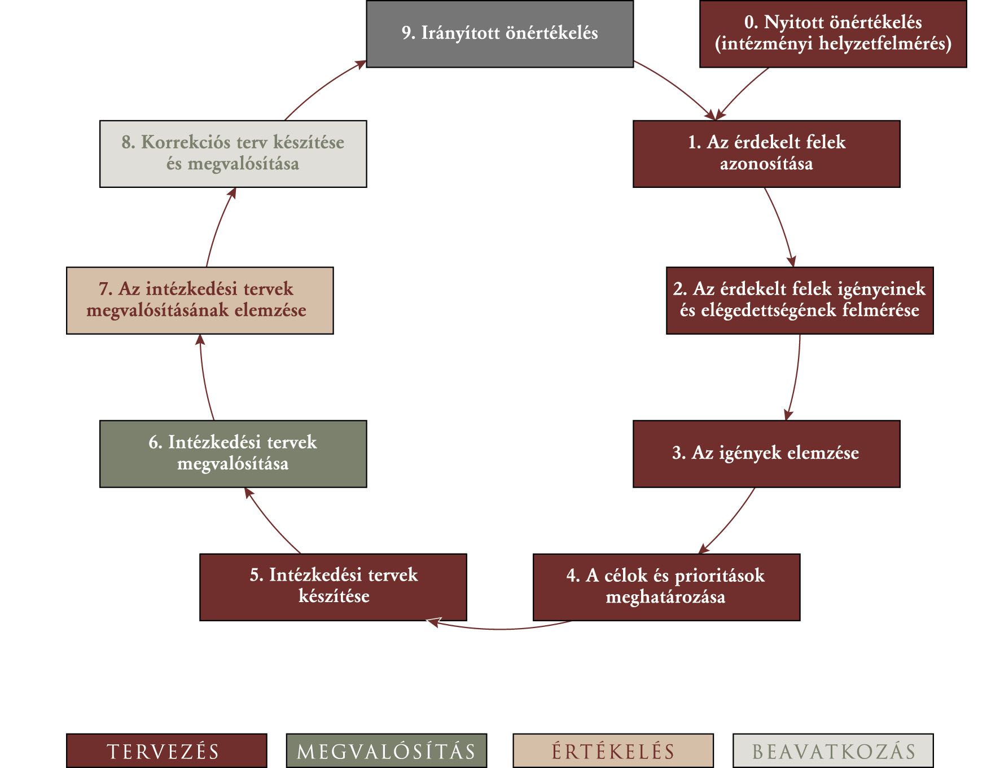 9. Irányított önértékelés
0. Nyitott önértékelés
(intézményi helyzetfelmérés)
8. Korrekciós terv készítése
és megvalósítása
1. Az érdekelt felek
azonosítása
7. Az intézkedési tervek
megvalósításának elemzése
2. Az érdekelt felek igényeinek
és elégedettségének felmérése
6. Intézkedési tervek
megvalósítása
3. Az igények elemzése
5. Intézkedési tervek
készítése
4. A célok és prioritások
meghatározása
TERVEZÉS
MEGVALÓSÍTÁS
ÉRTÉKELÉS
BEAVATKOZÁS